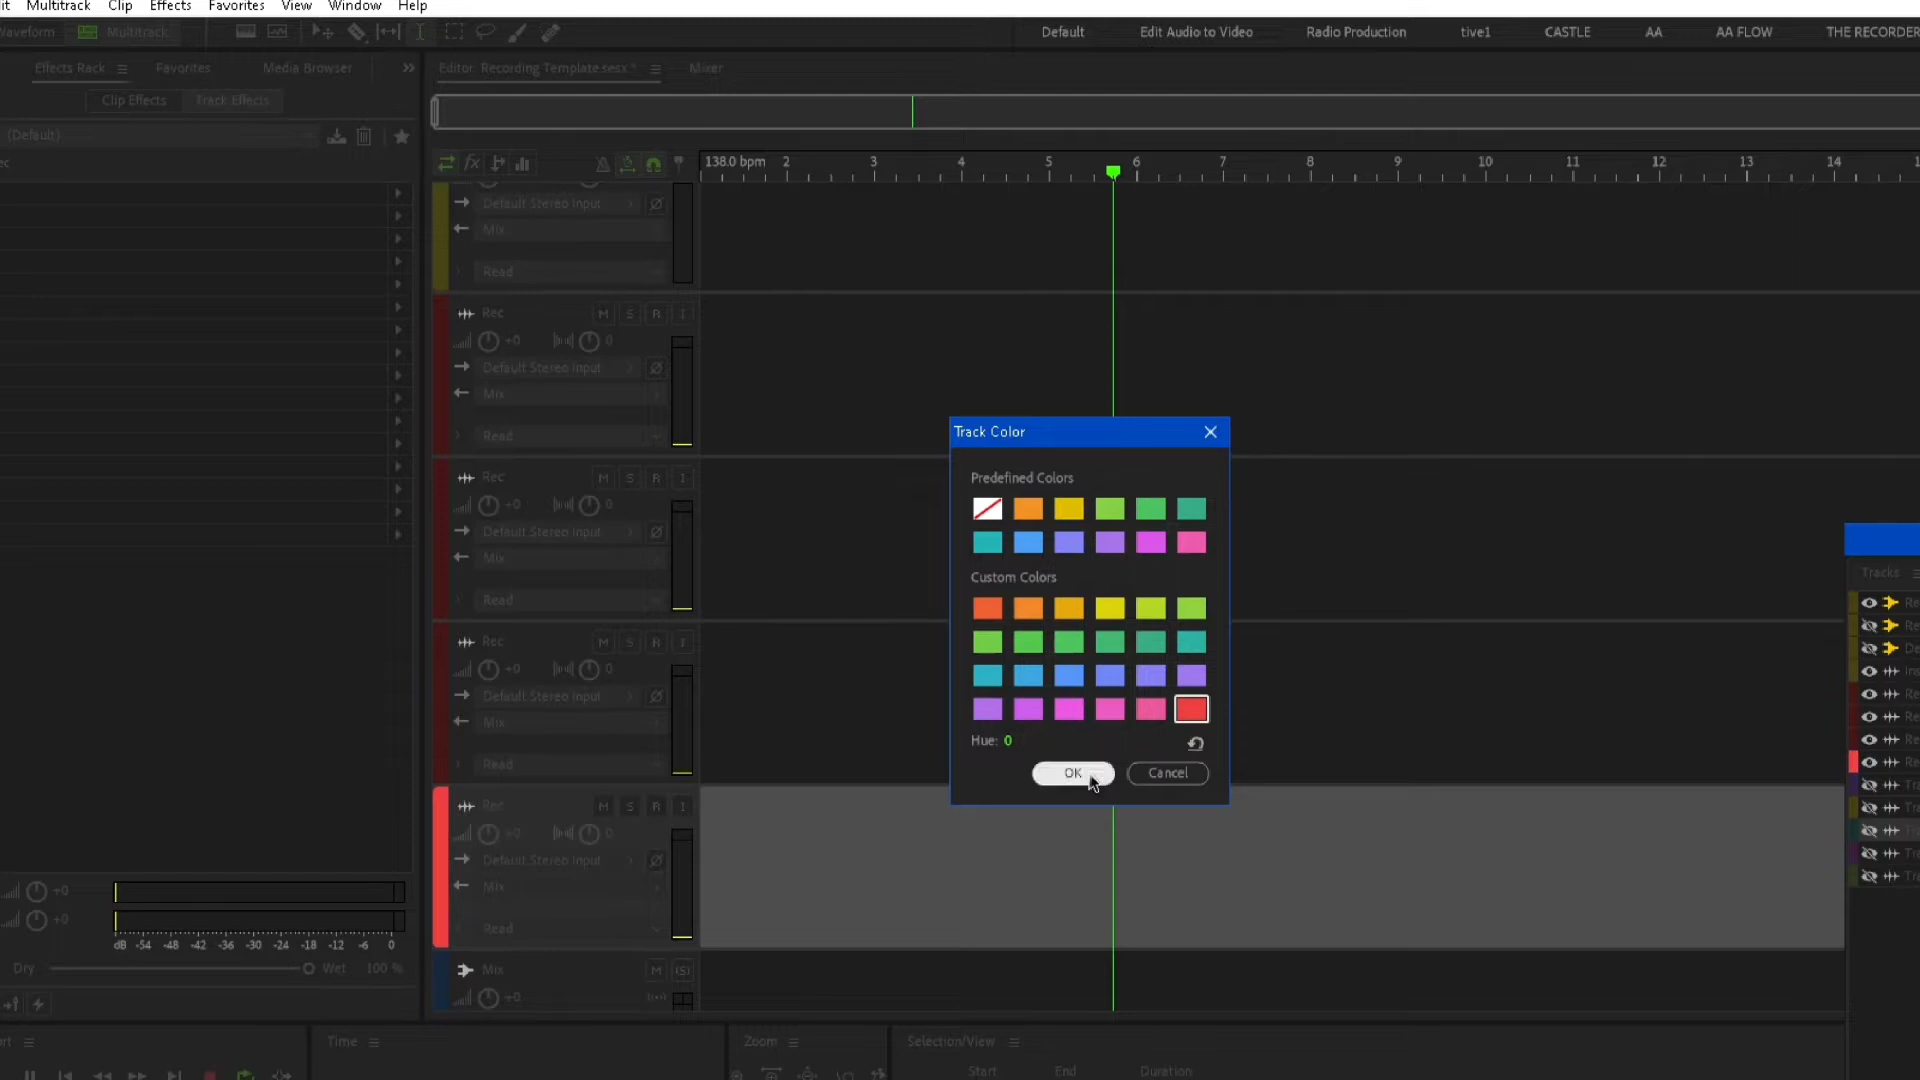 Multitrack Clip Effects Favorites View Window Help
Waveform Multitrack Default Edit Audio to Video Radio Production tive1 CASTLE AA AA FLOW THE RECORDER
Effects Rack Favorites Media Browser
Editor: Recording Template.sesx * Mixer
Clip Effects Track Effects
(Default)
138.0 bpm 2 3 4 5 6 7 8 9 10 11 12 13 14
Default Stereo Input
Mix
Read
Rec M S R I
+0 0
Default Stereo Input
Mix
Read
Rec M S R I
+0 0
Default Stereo Input
Mix
Read
Rec M S R I
+0 0
Default Stereo Input
Mix
Read
Rec M S R I
+0 0
Default Stereo Input
Mix
Read
Mix M (S)
+0
Track Color
Predefined Colors
Custom Colors
Hue: 0
OK Cancel
Tracks
+0
+0
dB -54 -48 -42 -36 -30 -24 -18 -12 -6 0
Dry Wet 100 %
Time
Zoom
Selection/View
Start End Duration